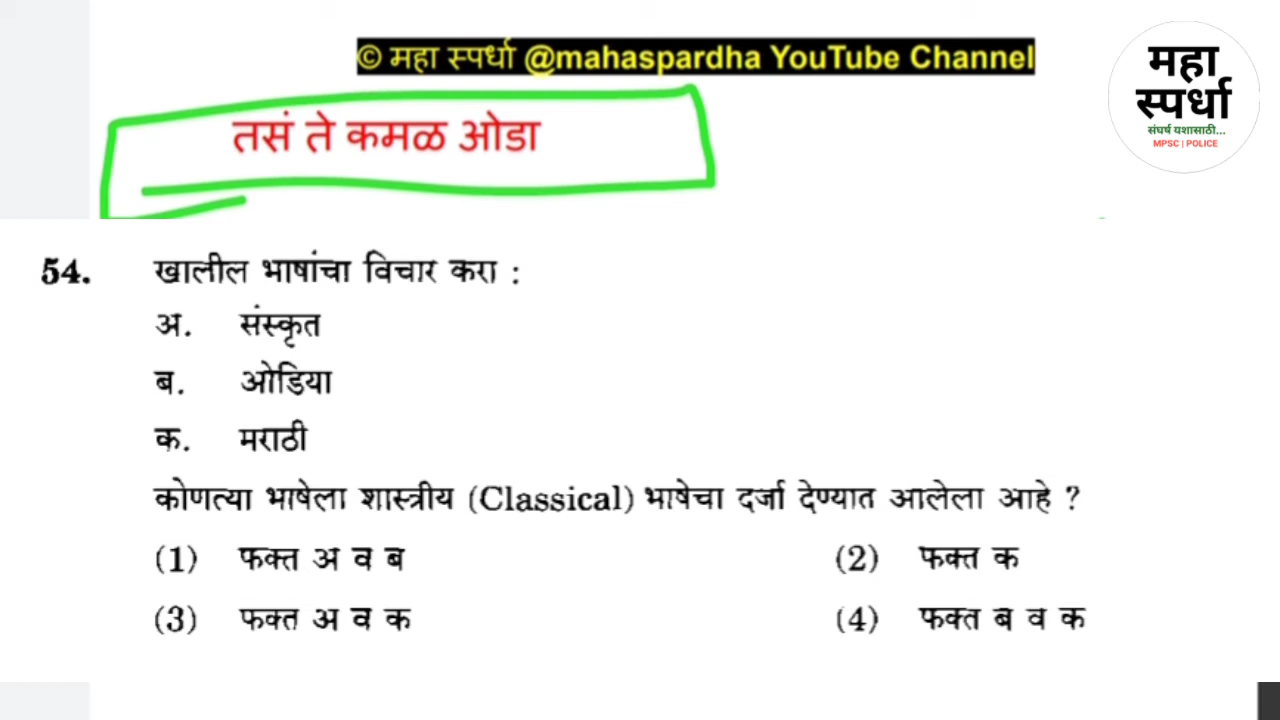 © महा स्पर्धा @mahaspardha YouTube Channel
महा
स्पर्धा
संघर्ष यशासाठी...
MPSC | POLICE
तसं ते कमळ ओडा
54. खालील भाषांचा विचार करा :
अ. संस्कृत
ब. ओडिया
क. मराठी
कोणत्या भाषेला शास्त्रीय (Classical) भाषेचा दर्जा देण्यात आलेला आहे ?
(1) फक्त अ व ब (2) फक्त क
(3) फक्त अ व क (4) फक्त ब व क